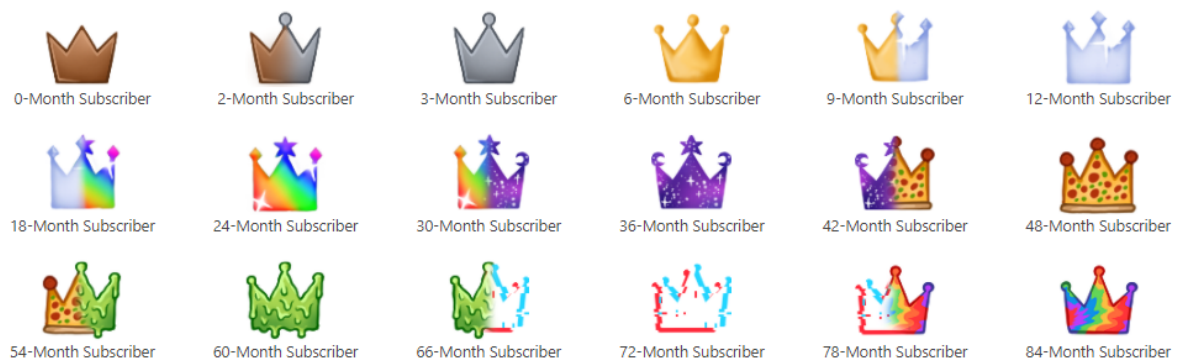 0-Month Subscriber
2-Month Subscriber
3-Month Subscriber
6-Month Subscriber
9-Month Subscriber
12-Month Subscriber
18-Month Subscriber
24-Month Subscriber
30-Month Subscriber
36-Month Subscriber
42-Month Subscriber
48-Month Subscriber
54-Month Subscriber
60-Month Subscriber
66-Month Subscriber
72-Month Subscriber
78-Month Subscriber
84-Month Subscriber